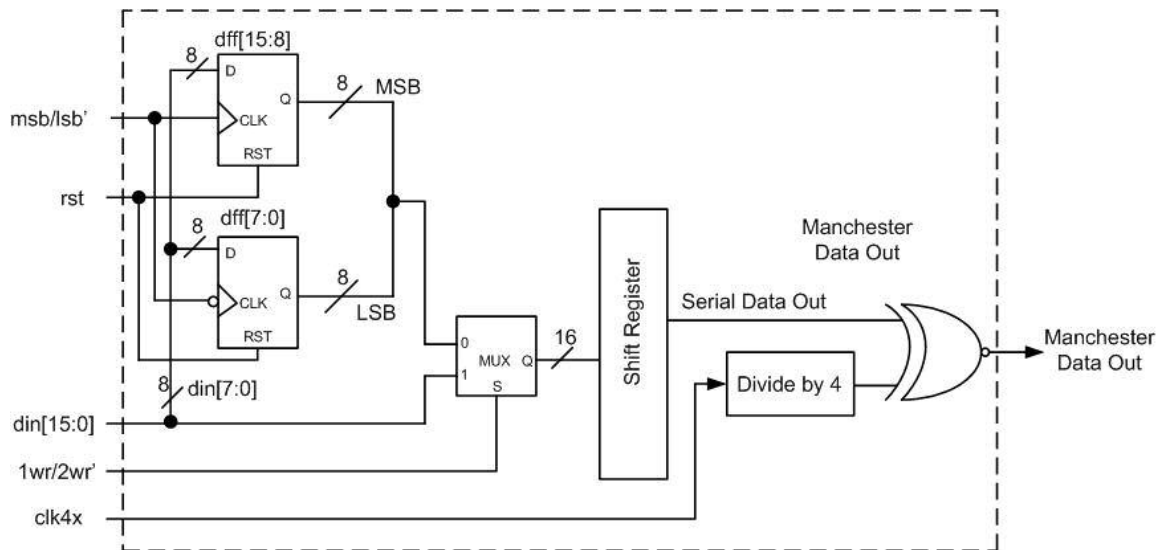 dff[15:8]
8
D
Q
CLK
RST
8
MSB
msb/lsb'
rst
dff[7:0]
8
D
Q
CLK
RST
8
LSB
8
din[7:0]
din[15:0]
1wr/2wr'
clk4x
0
1
MUX
Q
S
16
Shift Register
Manchester
Data Out
Serial Data Out
Divide by 4
Manchester
Data Out